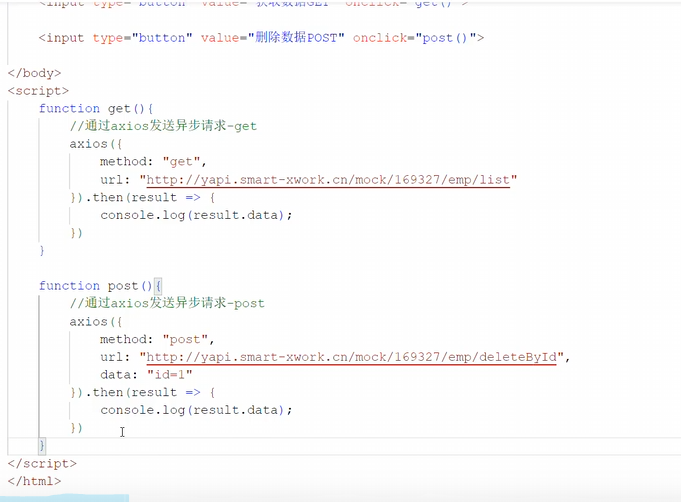 <input type="button" value="获取数据GET" onclick="get()">
<input type="button" value="删除数据POST" onclick="post()">
</body>
<script>
function get(){
//通过axios发送异步请求-get
axios({
method: "get",
url: "http://yapi.smart-xwork.cn/mock/169327/emp/list"
}).then(result => {
console.log(result.data);
})
}
function post(){
//通过axios发送异步请求-post
axios({
method: "post",
url: "http://yapi.smart-xwork.cn/mock/169327/emp/deleteById",
data: "id=1"
}).then(result => {
console.log(result.data);
})
}
</script>
</html>